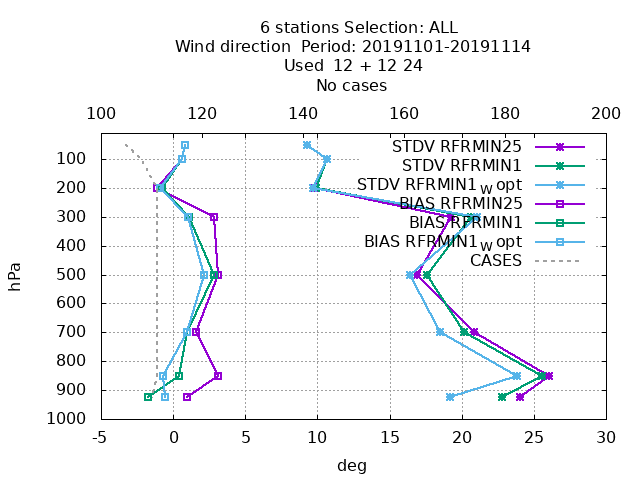 6 stations Selection: ALL
Wind direction  Period: 20191101-20191114
Used  12 + 12 24
No cases
100 120 140 160 180 200
STDV RFRMIN25
STDV RFRMIN1
STDV RFRMIN1_w opt
BIAS RFRMIN25
BIAS RFRMIN1
BIAS RFRMIN1_w opt
CASES
hPa
100
200
300
400
500
600
700
800
900
1000
-5 0 5 10 15 20 25 30
deg